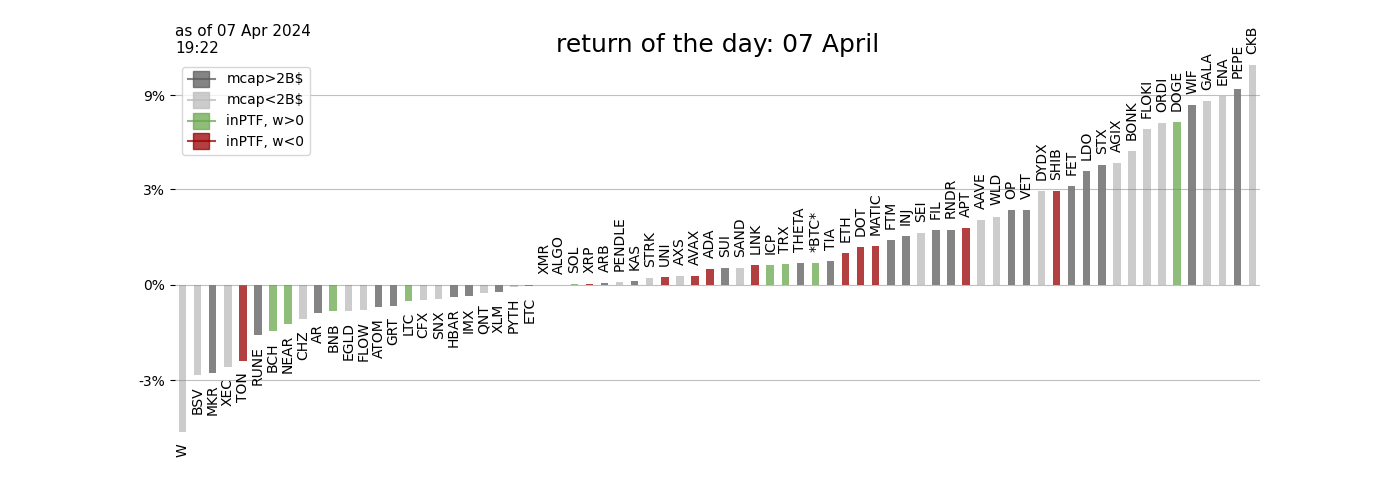 as of 07 Apr 2024
19:22
return of the day: 07 April
mcap>2B$
mcap<2B$
inPTF, w>0
inPTF, w<0
9%
3%
0%
-3%
W
BSV
MKR
XEC
TON
RUNE
BCH
NEAR
CHZ
AR
BNB
EGLD
FLOW
ATOM
GRT
LTC
CFX
SNX
HBAR
IMX
QNT
XLM
PYTH
ETC
XMR
ALGO
SOL
XRP
ARB
PENDLE
KAS
STRK
UNI
AXS
AVAX
ADA
SUI
SAND
LINK
ICP
TRX
THETA
*BTC*
TIA
ETH
DOT
MATIC
FTM
INJ
SEI
FIL
RNDR
APT
AAVE
WLD
OP
VET
DYDX
SHIB
FET
LDO
STX
AGIX
BONK
FLOKI
ORDI
DOGE
WIF
GALA
ENA
PEPE
CKB